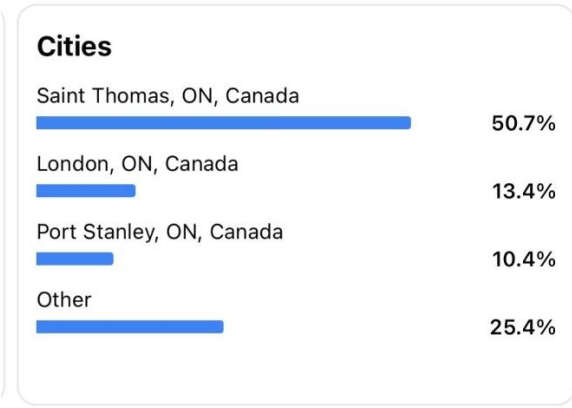 Cities
Saint Thomas, ON, Canada
50.7%
London, ON, Canada
13.4%
Port Stanley, ON, Canada
10.4%
Other
25.4%